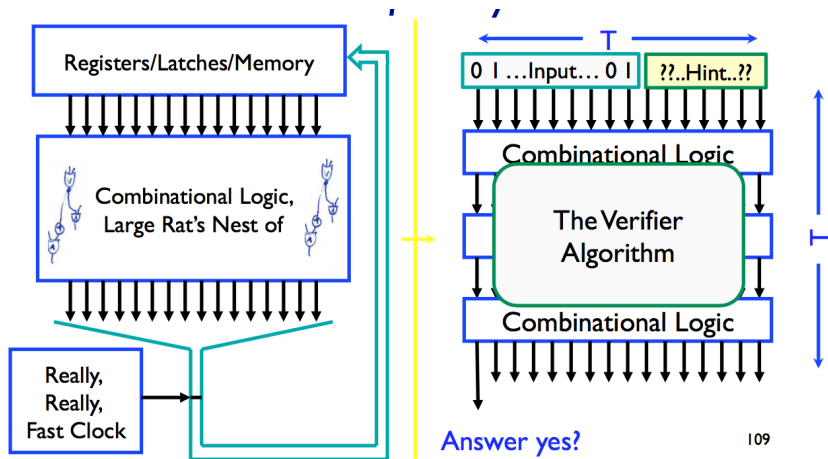 Registers/Latches/Memory
Combinational Logic,
Large Rat's Nest of
Really,
Really,
Fast Clock
T
0 1 ...Input... 0 1
??..Hint..??
Combinational Logic
The Verifier
Algorithm
T
Combinational Logic
Answer yes?
109